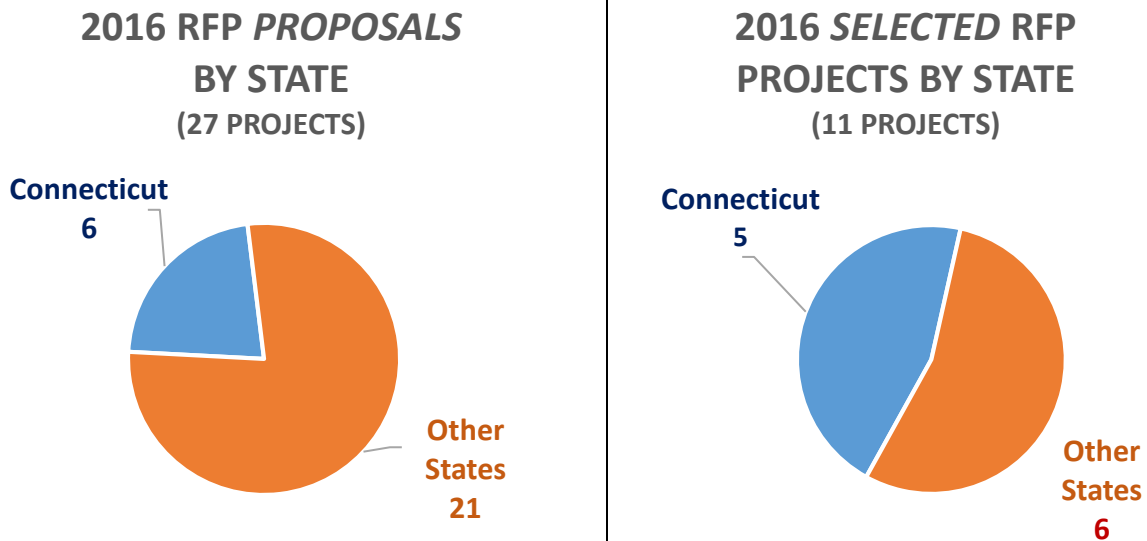 2016 RFP PROPOSALS
BY STATE
(27 PROJECTS)
Connecticut
6
Other
States
21
2016 SELECTED RFP
PROJECTS BY STATE
(11 PROJECTS)
Connecticut
5
Other
States
6